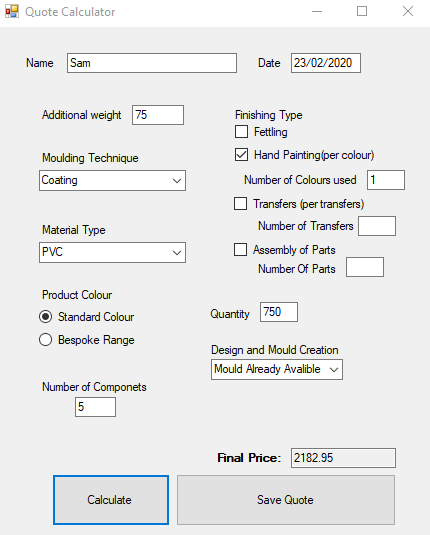 Quote Calculator
Name Sam Date 23/02/2020
Additional weight 75
Finishing Type
Fettling
Moulding Technique
Coating
Hand Painting(per colour)
Number of Colours used 1
Transfers (per transfers)
Number of Transfers
Material Type
PVC
Assembly of Parts
Number Of Parts
Product Colour
Standard Colour
Bespoke Range
Quantity 750
Design and Mould Creation
Mould Already Avalible
Number of Componets
5
Final Price: 2182.95
Calculate
Save Quote